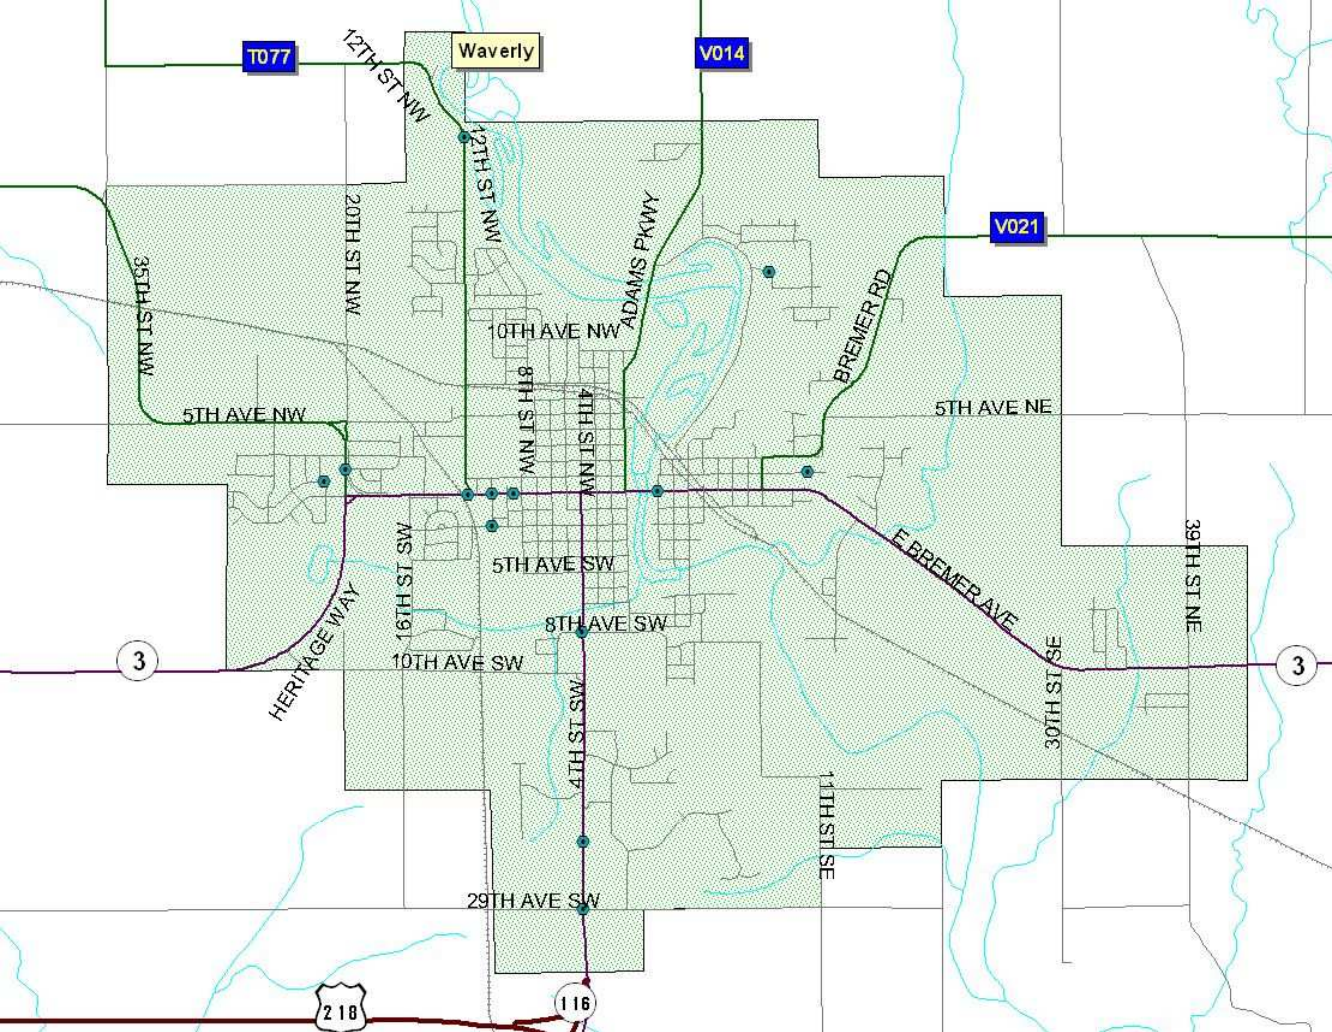 12TH ST NW
Waverly
T077
V014
12TH ST NW
20TH ST NW
ADAMS PKWY
V021
35TH ST NW
BREMER RD
10TH AVE NW
8TH ST NW
4TH ST NW
5TH AVE NW
5TH AVE NE
16TH ST SW
5TH AVE SW
E BREMER AVE
39TH ST NE
HERITAGE WAY
8TH AVE SW
3
10TH AVE SW
30TH ST SE
3
4TH ST SW
11TH ST SE
29TH AVE SW
218
116